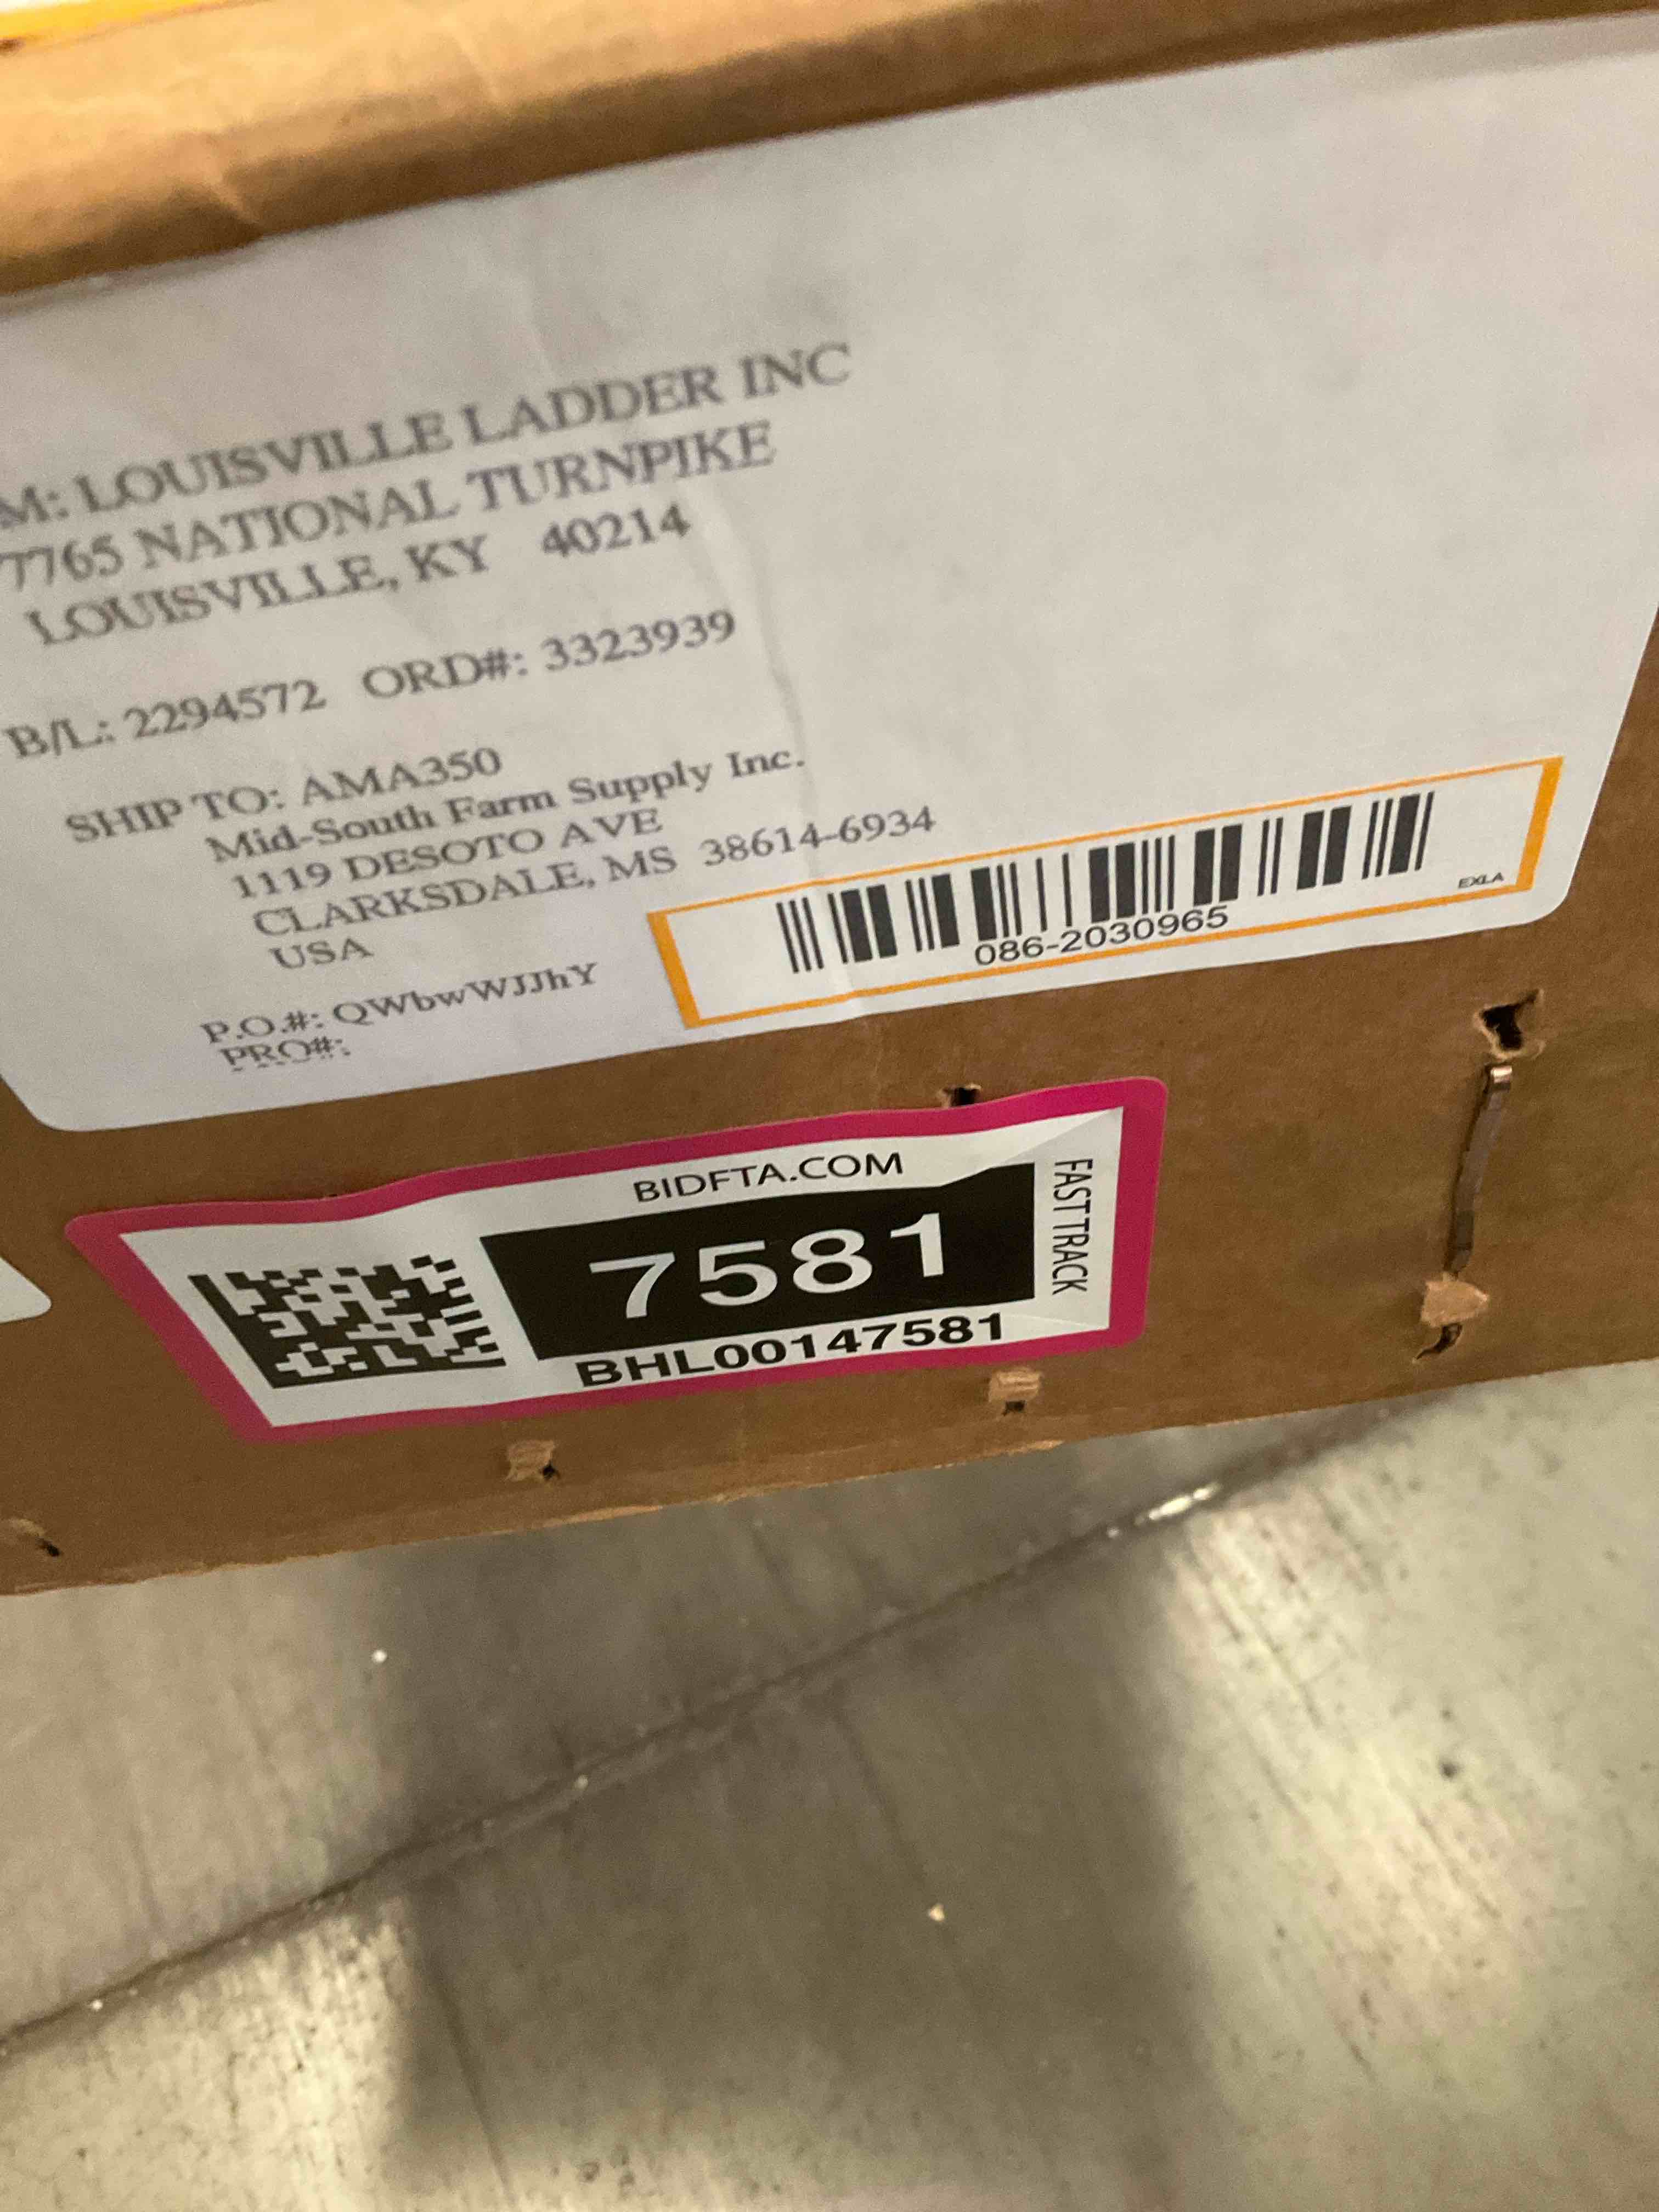 M: LOUISVILLE LADDER INC
7765 NATIONAL TURNPIKE
LOUISVILLE, KY 40214
B/L: 2294572 ORD#: 3323939
SHIP TO: AMA350
Mid-South Farm Supply Inc.
1119 DESOTO AVE
CLARKSDALE, MS 38614-6934
USA
P.O.#: QWbwWJJhY
PRO#:
086-2030965
EXLA
BIDFTA.COM
7581
FAST TRACK
BHL00147581